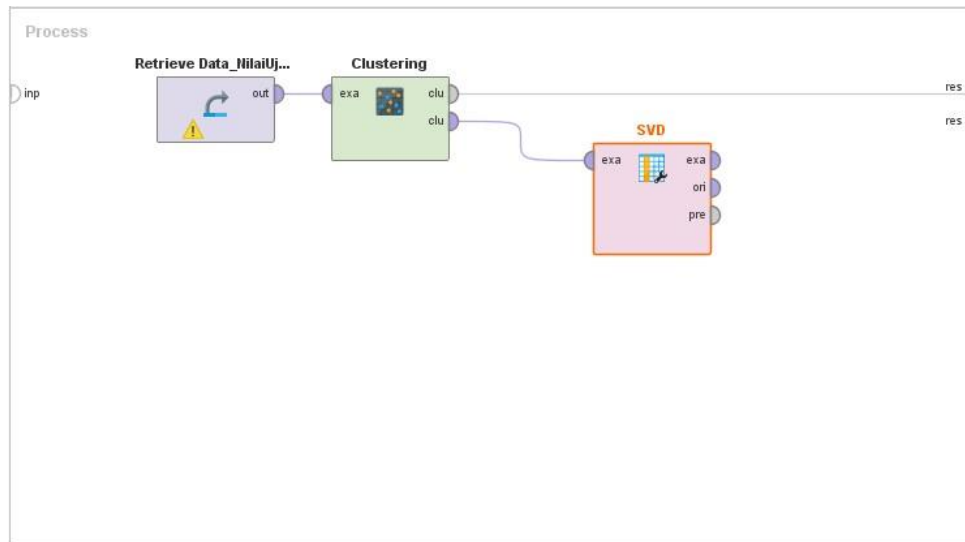 Process
Retrieve Data_NilaiUj...
Clustering
inp
out
exa
clu
res
clu
res
SVD
exa
exa
ori
pre